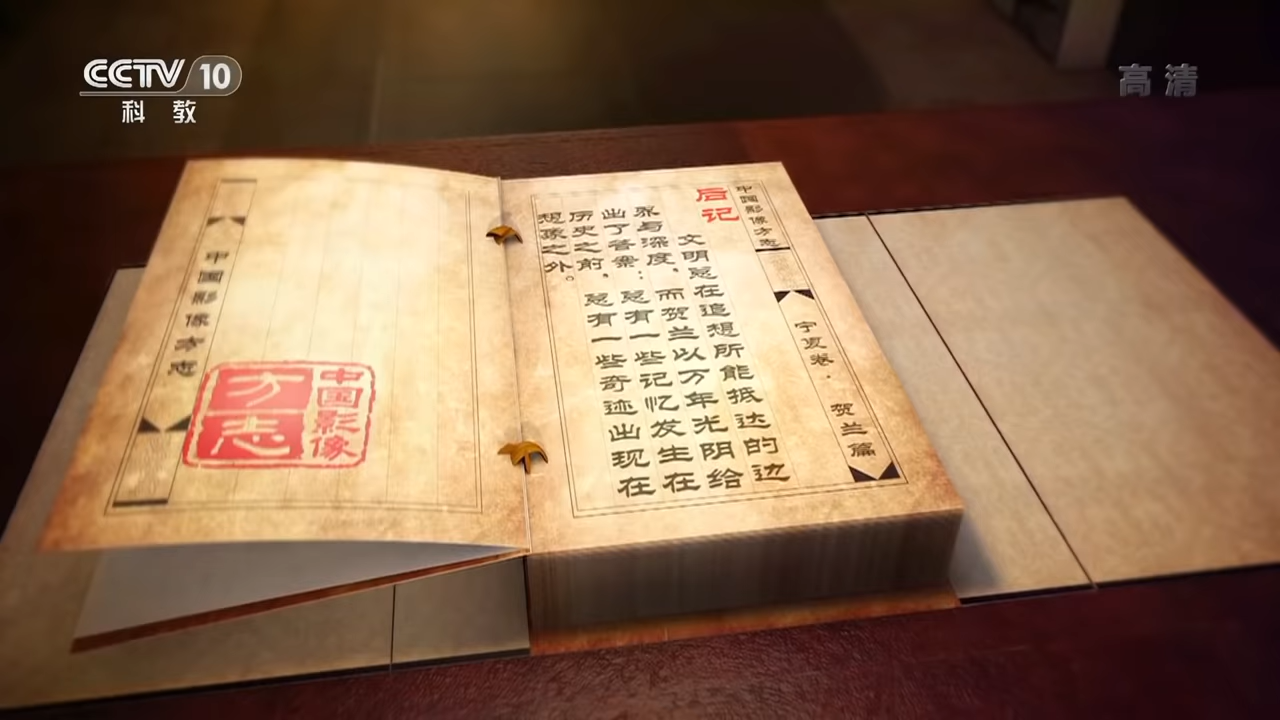 CCTV 10
科教
高清
中国影像方志
宁夏卷·贺兰篇
后记
文明总在追想所能抵达的边
界与深度，而贺兰以万年光阴给
出了答案：总有一些记忆发生在
历史之前，总有一些奇迹出现在
想像之外。
中国影像方志
中国影像
方志